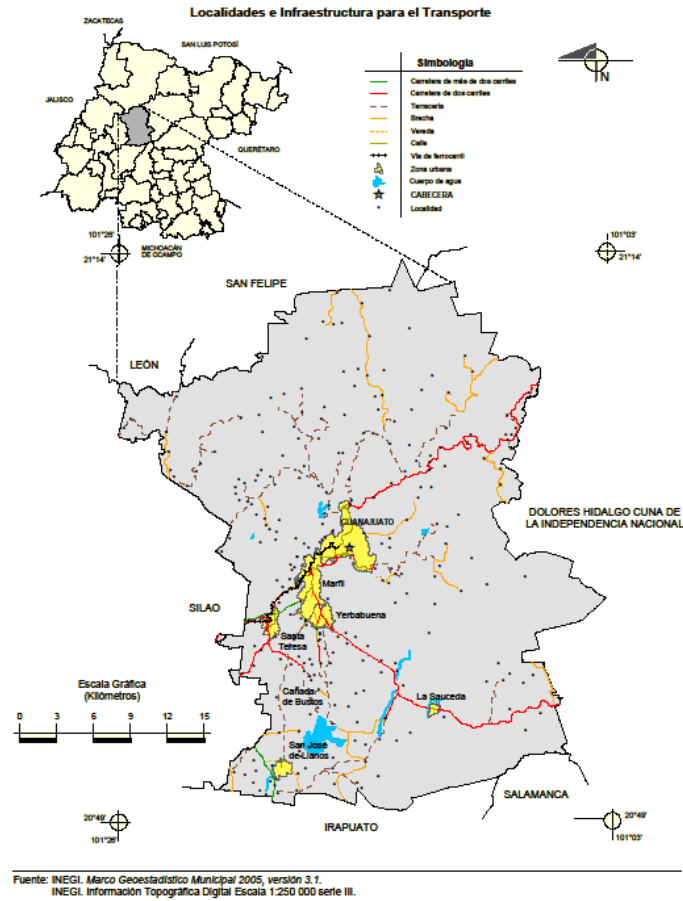 Localidades e Infraestructura para el Transporte
ZACATECAS
SAN LUIS POTOSÍ
JALISCO
QUERÉTARO
MICHOACÁN
DE OCAMPO
Simbología
Carretera de más de dos carriles
Carretera de dos carriles
Terracería
Brecha
Vereda
Calle
Vía de ferrocarril
Zona urbana
Cuerpo de agua
CABECERA
Localidad
N
101°26'
21°14'
101°03'
21°14'
SAN FELIPE
LEÓN
GUANAJUATO
DOLORES HIDALGO CUNA DE
LA INDEPENDENCIA NACIONAL
Marfil
SILAO
Yerbabuena
Santa
Teresa
Escala Gráfica
(Kilómetros)
0 3 6 9 12 15
Cañada
de Bustos
La Sauceda
San José
de Llanos
SALAMANCA
IRAPUATO
20°49'
101°26'
20°49'
101°03'
Fuente: INEGI. Marco Geoestadístico Municipal 2005, versión 3.1.
INEGI. Información Topográfica Digital Escala 1:250 000 serie III.